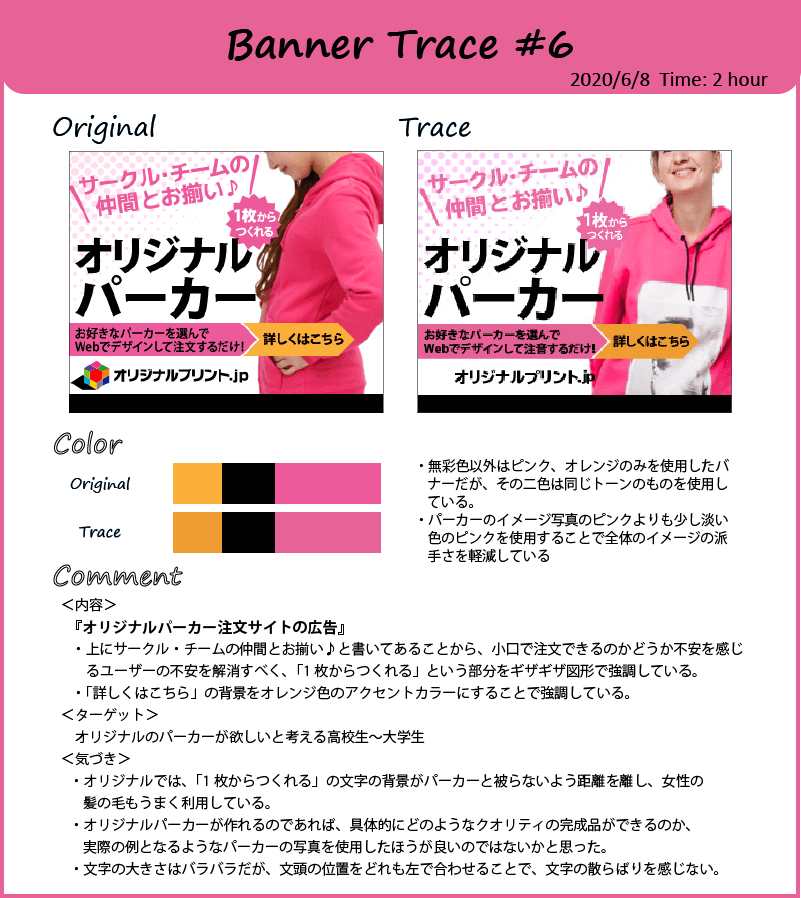 Banner Trace #6
2020/6/8 Time: 2 hour
Original
Trace
サークル・チームの
仲間とお揃い♪
1枚から
つくれる
オリジナル
パーカー
お好きなパーカーを選んで
Webでデザインして注文するだけ!
詳しくはこちら
オリジナルプリント.jp
サークル・チームの
仲間とお揃い♪
1枚から
つくれる
オリジナル
パーカー
お好きなパーカーを選んで
Webでデザインして注音するだけ!
詳しくはこちら
オリジナルプリント.jp
Color
Original
Trace
・無彩色以外はピンク、オレンジのみを使用したバ
ナーだが、その二色は同じトーンのものを使用し
ている。
・パーカーのイメージ写真のピンクよりも少し淡い
色のピンクを使用することで全体のイメージの派
手さを軽減している
Comment
＜内容＞
『オリジナルパーカー注文サイトの広告』
・上にサークル・チームの仲間とお揃い♪と書いてあることから、小口で注文できるのかどうか不安を感じ
るユーザーの不安を解消すべく、「1枚からつくれる」という部分をギザギザ図形で強調している。
・「詳しくはこちら」の背景をオレンジ色のアクセントカラーにすることで強調している。
＜ターゲット＞
オリジナルのパーカーが欲しいと考える高校生～大学生
＜気づき＞
・オリジナルでは、「1枚からつくれる」の文字の背景がパーカーと被らないよう距離を離し、女性の
髪の毛もうまく利用している。
・オリジナルパーカーが作れるのであれば、具体的にどのようなクオリティの完成品ができるのか、
実際の例となるようなパーカーの写真を使用したほうが良いのではないかと思った。
・文字の大きさはバラバラだが、文頭の位置をどれも左で合わせることで、文字の散らばりを感じない。